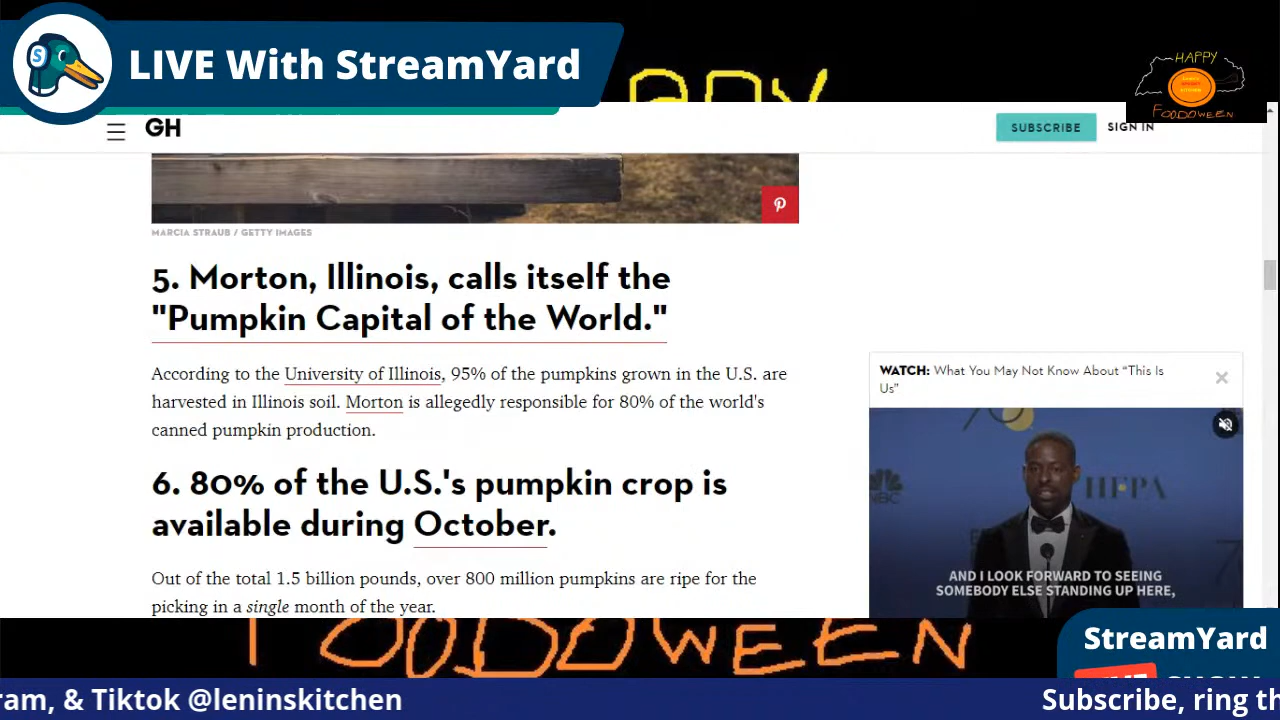 LIVE With StreamYard
S
HAPPY
FOODOWEEN
GH
SUBSCRIBE
SIGN IN
MARCIA STRAUB / GETTY IMAGES
5. Morton, Illinois, calls itself the
"Pumpkin Capital of the World."
According to the University of Illinois, 95% of the pumpkins grown in the U.S. are
harvested in Illinois soil. Morton is allegedly responsible for 80% of the world's
canned pumpkin production.
6. 80% of the U.S.'s pumpkin crop is
available during October.
Out of the total 1.5 billion pounds, over 800 million pumpkins are ripe for the
picking in a single month of the year.
WATCH: What You May Not Know About “This Is
Us”
NBC
HFPA
AND I LOOK FORWARD TO SEEING
SOMEBODY ELSE STANDING UP HERE,
FOODOWEEN
StreamYard
ram, & Tiktok @leninskitchen
Subscribe, ring th